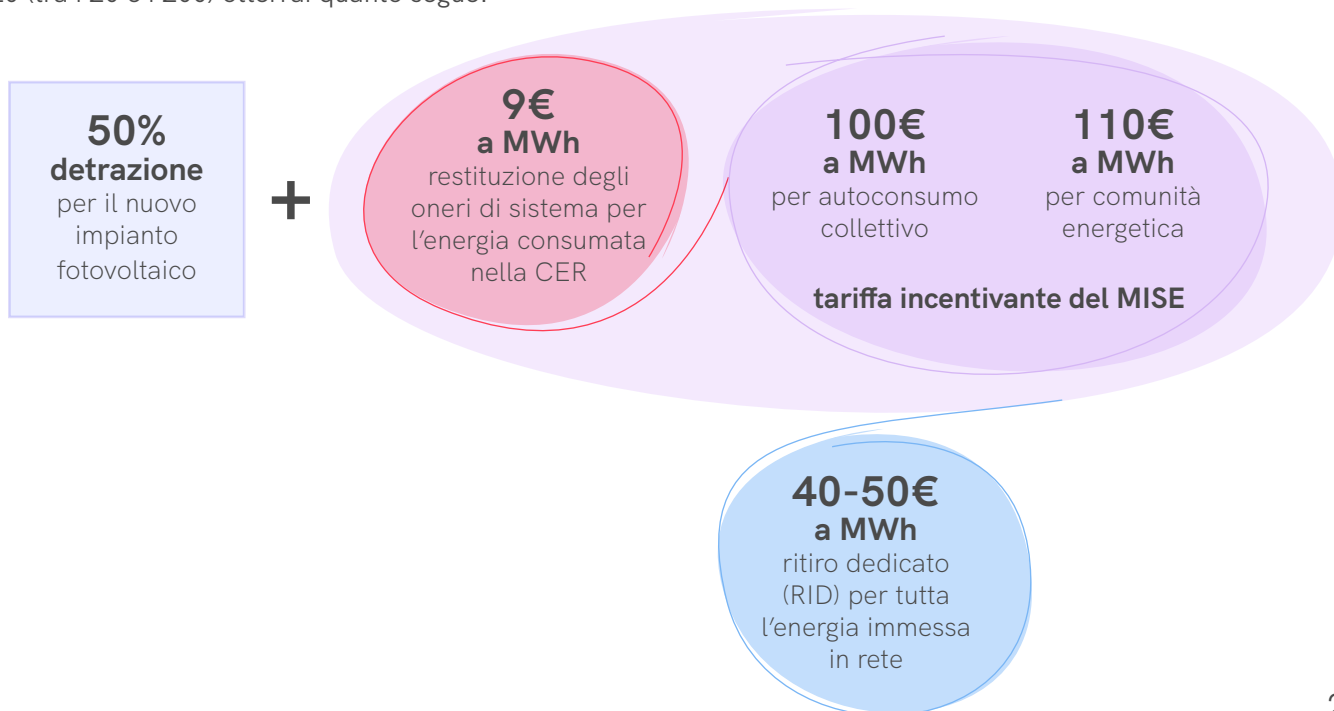 50%
detrazione
per il nuovo
impianto
fotovoltaico
+
9€
a MWh
restituzione degli
oneri di sistema per
l'energia consumata
nella CER
100€
a MWh
per autoconsumo
collettivo
110€
a MWh
per comunità
energetica
tariffa incentivante del MISE
40-50€
a MWh
ritiro dedicato
(RID) per tutta
l'energia immessa
in rete